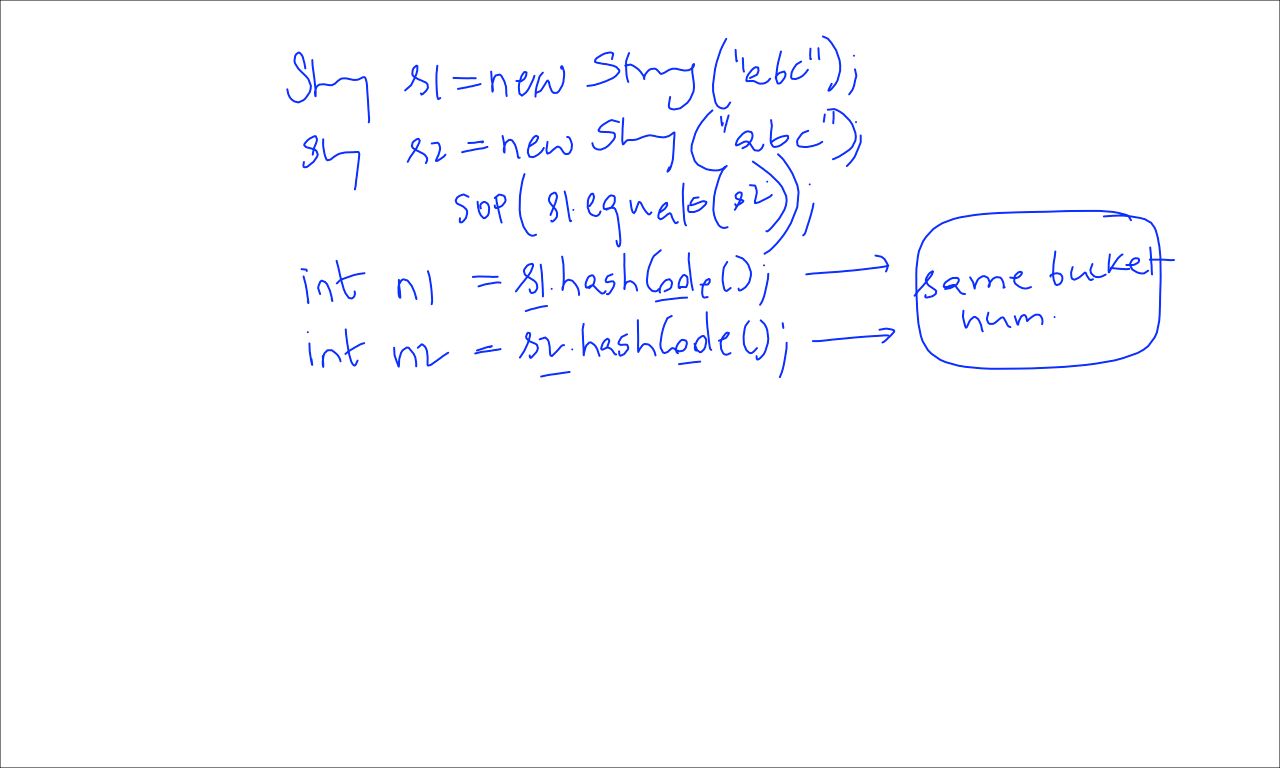 String s1 = new String("abc");
String s2 = new String("abc");
sop(s1.equals(s2));
int n1 = s1.hashCode(); →
int n2 = s2.hashCode(); →
same bucket
num.